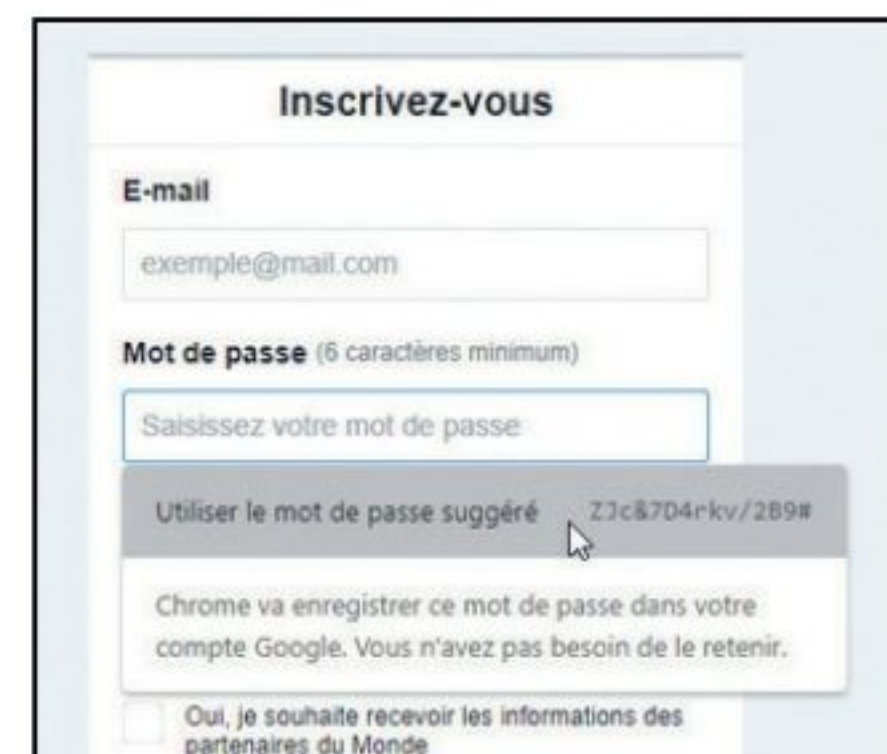 Inscrivez-vous
E-mail
exemple@mail.com
Mot de passe (6 caractères minimum)
Saisissez votre mot de passe
Utiliser le mot de passe suggéré ZJc&7D4rkv/2B9#
Chrome va enregistrer ce mot de passe dans votre
compte Google. Vous n'avez pas besoin de le retenir.
Oui, je souhaite recevoir les informations des
partenaires du Monde